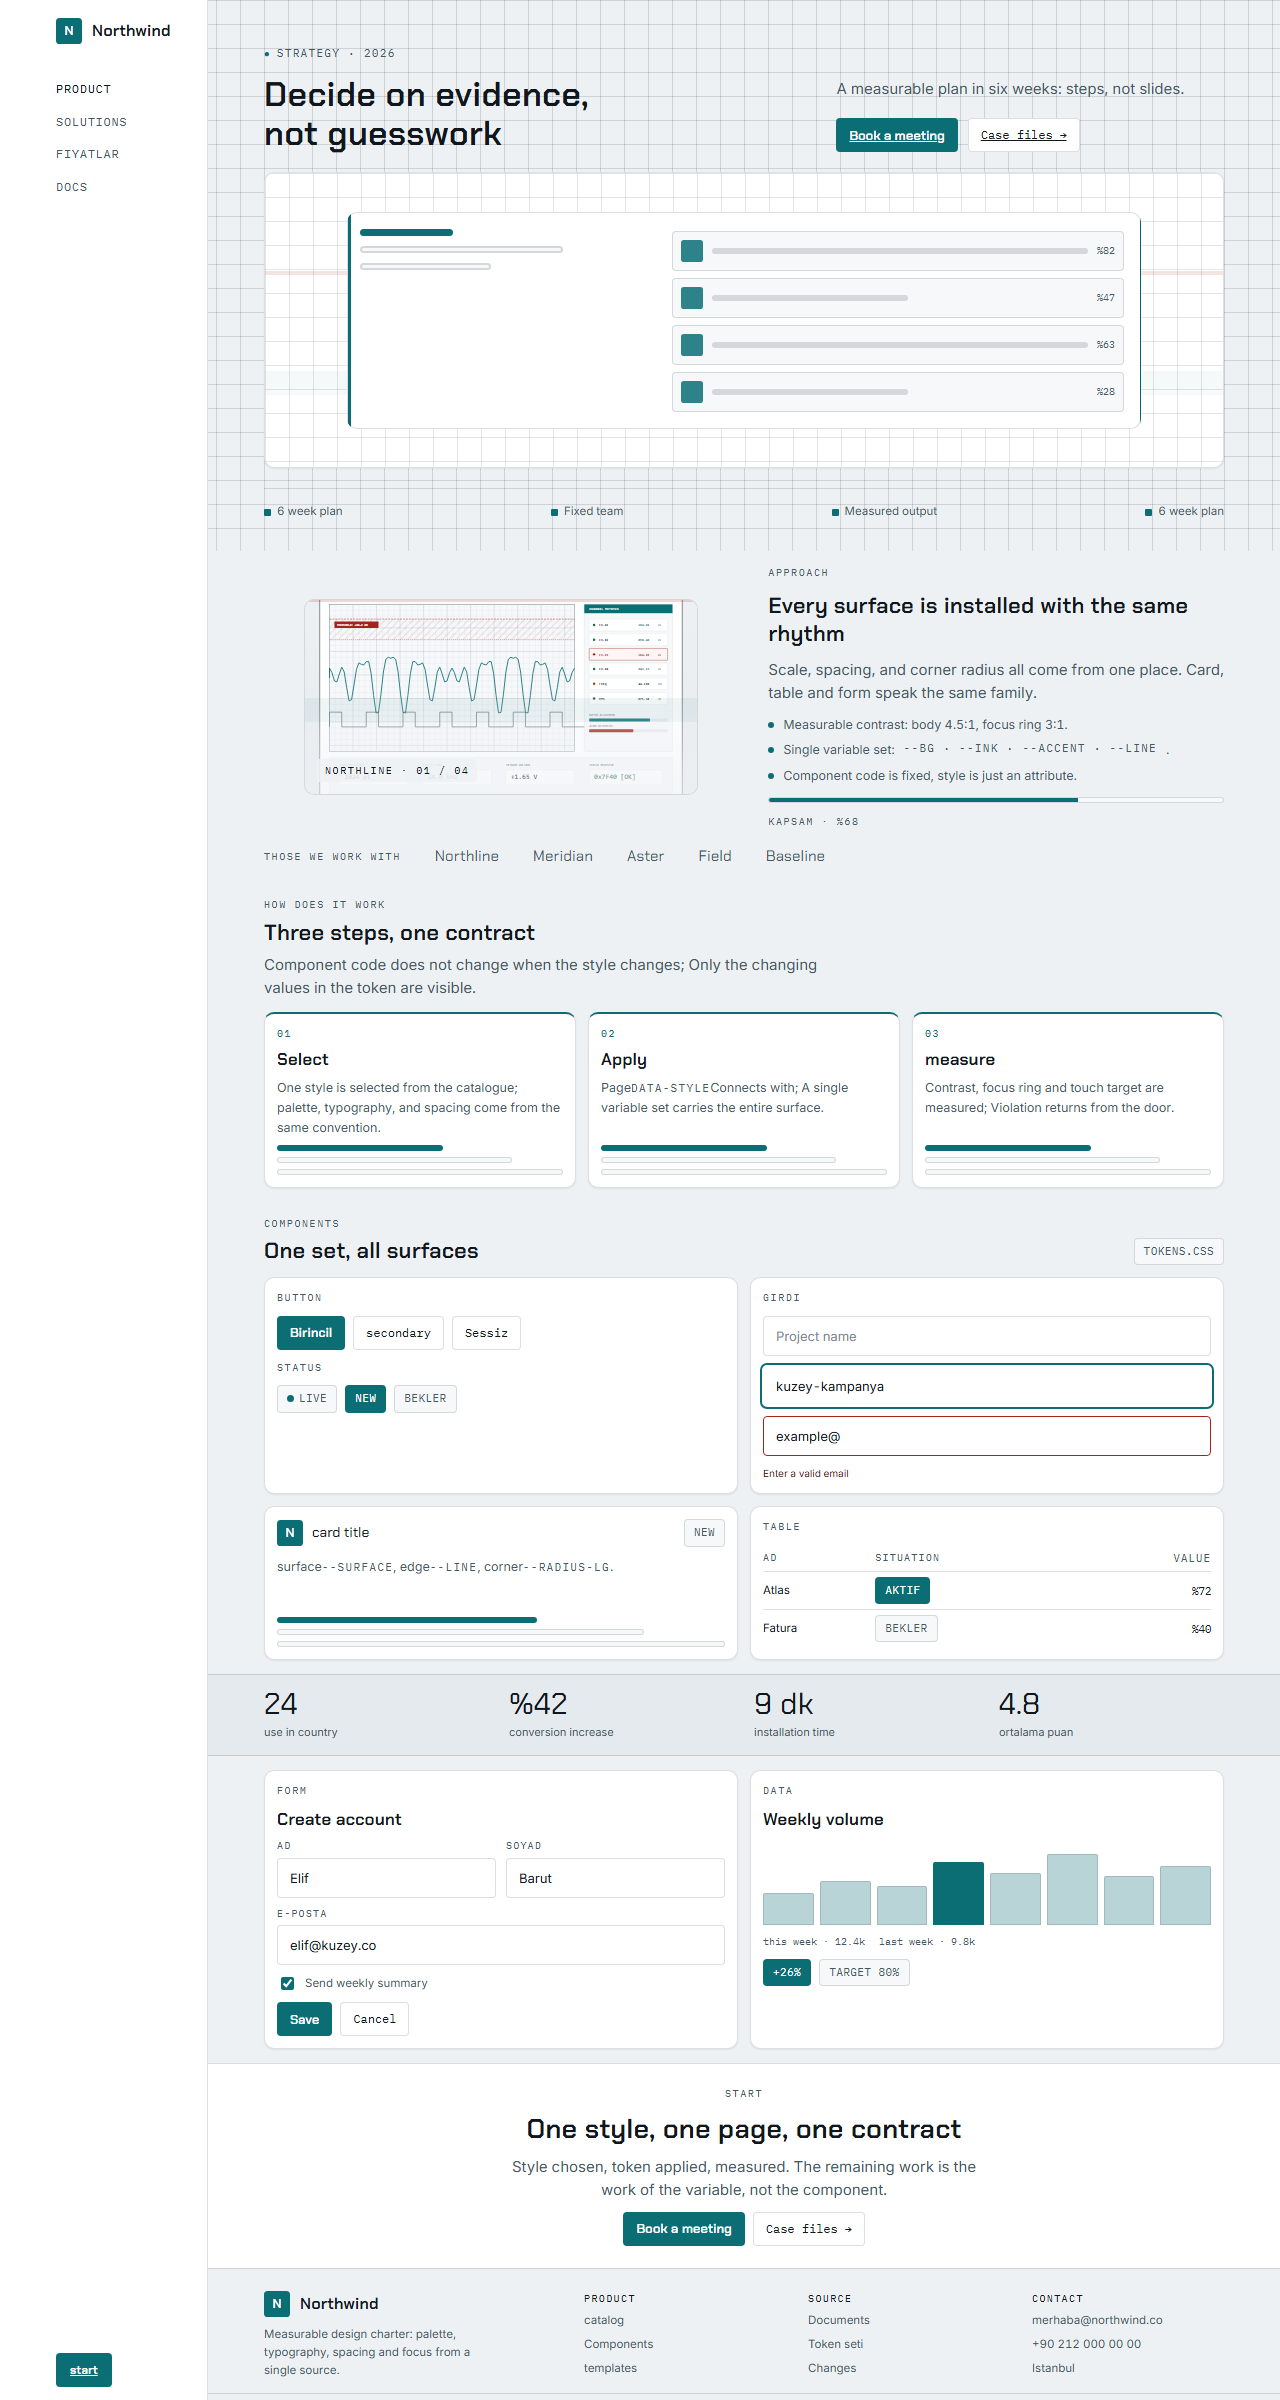 N Northwind
PRODUCT
SOLUTIONS
FIYATLAR
DOCS
start
STRATEGY · 2026
Decide on evidence,
not guesswork
A measurable plan in six weeks: steps, not slides.
Book a meeting
Case files →
%82
%47
%63
%28
6 week plan
Fixed team
Measured output
6 week plan
NORTHLINE · 01 / 04
+1.65 V
0x7F40 [OK]
APPROACH
Every surface is installed with the same
rhythm
Scale, spacing, and corner radius all come from one place. Card,
table and form speak the same family.
Measurable contrast: body 4.5:1, focus ring 3:1.
Single variable set: --BG · --INK · --ACCENT · --LINE .
Component code is fixed, style is just an attribute.
KAPSAM · %68
THOSE WE WORK WITH Northline Meridian Aster Field Baseline
HOW DOES IT WORK
Three steps, one contract
Component code does not change when the style changes; Only the changing
values in the token are visible.
01
Select
One style is selected from the catalogue;
palette, typography, and spacing come from the
same convention.
02
Apply
PageDATA-STYLEConnects with; A single
variable set carries the entire surface.
03
measure
Contrast, focus ring and touch target are
measured; Violation returns from the door.
COMPONENTS
One set, all surfaces
TOKENS.CSS
BUTTON
Birincil secondary Sessiz
STATUS
LIVE NEW BEKLER
GIRDI
Project name
kuzey-kampanya
example@
Enter a valid email
N card title NEW
surface--SURFACE, edge--LINE, corner--RADIUS-LG.
TABLE
AD SITUATION VALUE
Atlas AKTIF %72
Fatura BEKLER %40
24
use in country
%42
conversion increase
9 dk
installation time
4.8
ortalama puan
FORM
Create account
AD SOYAD
Elif Barut
E-POSTA
elif@kuzey.co
Send weekly summary
Save Cancel
DATA
Weekly volume
this week · 12.4k last week · 9.8k
+26% TARGET 80%
START
One style, one page, one contract
Style chosen, token applied, measured. The remaining work is the
work of the variable, not the component.
Book a meeting Case files →
N Northwind
Measurable design charter: palette,
typography, spacing and focus from a
single source.
PRODUCT
catalog
Components
templates
SOURCE
Documents
Token seti
Changes
CONTACT
merhaba@northwind.co
+90 212 000 00 00
Istanbul